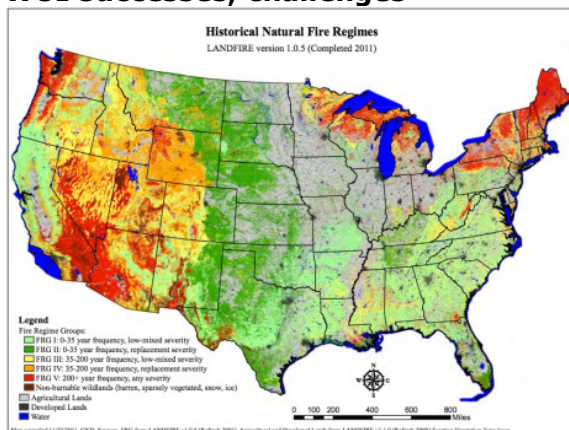 Historical Natural Fire Regimes
LANDFIRE version 1.0.5 (Completed 2011)
Legend
Fire Regime Groups:
FRG I: 0-35 year frequency, low-mixed severity
FRG II: 0-35 year frequency, replacement severity
FRG III: 35-200 year frequency, low-mixed severity
FRG IV: 35-200 year frequency, replacement severity
FRG V: 200+ year frequency, any severity
Non-burnable wildlands (barren, sparsely vegetated, snow, ice)
Agricultural Lands
Developed Lands
Water
N
W
E
S
0 100 200 400 600 800
Miles